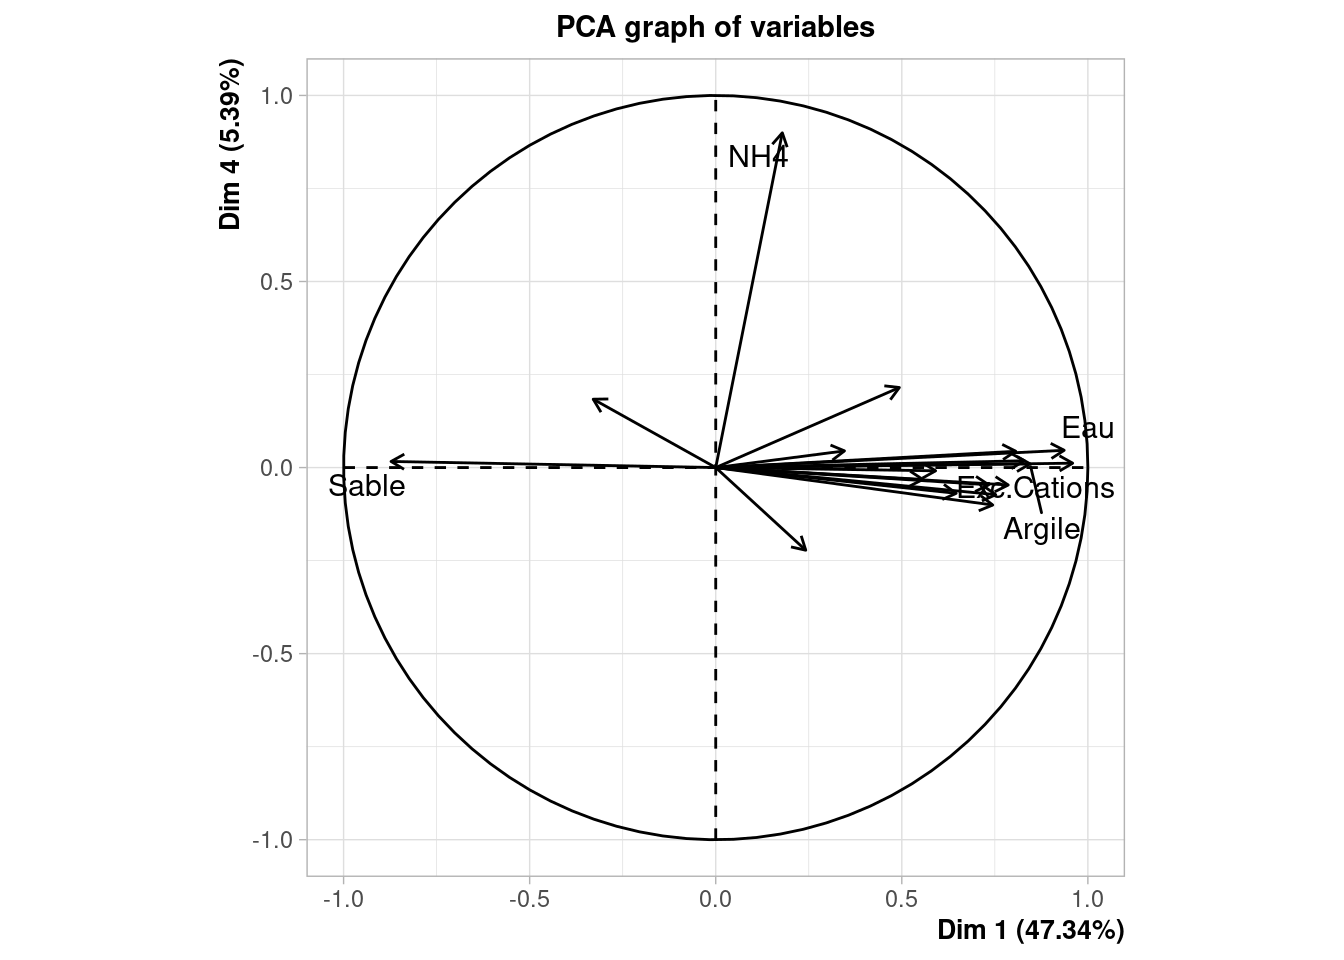 PCA graph of variables
Dim 4 (5.39%)
1.0
0.5
0.0
-0.5
-1.0
NH4
Eau
Sable
Exc.Cations
Argile
-1.0
-0.5
0.0
0.5
1.0
Dim 1 (47.34%)